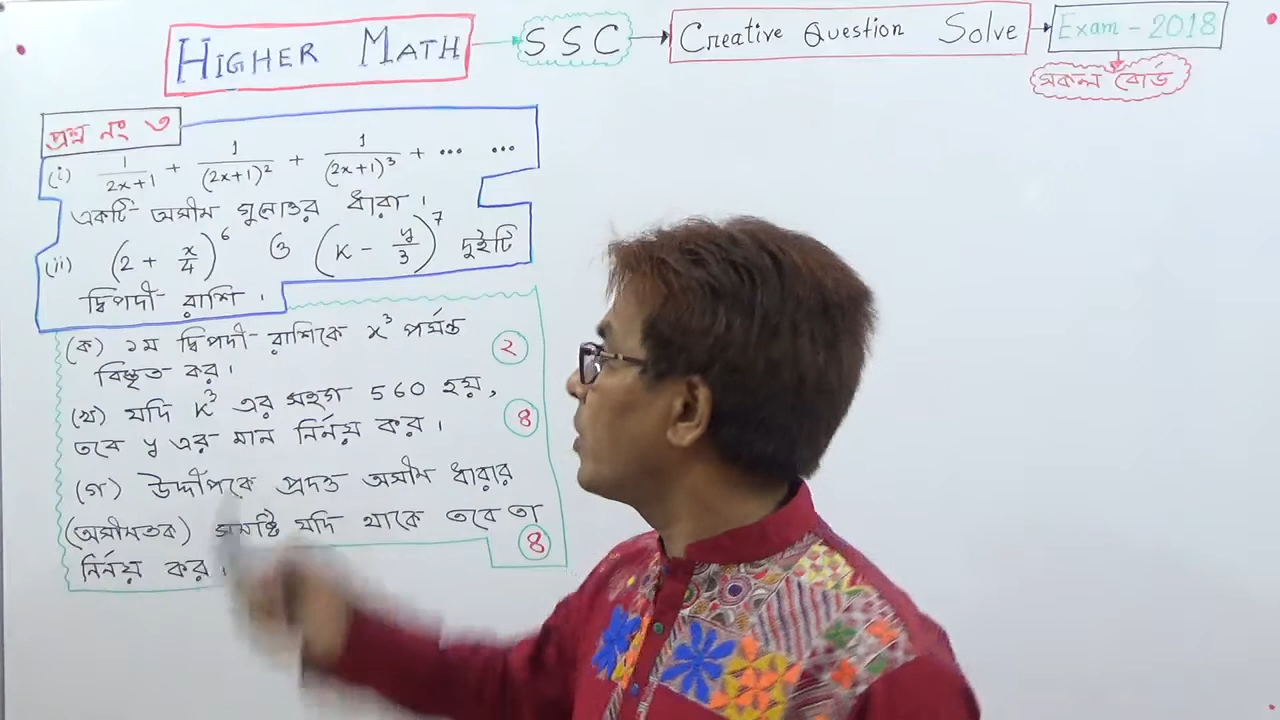 HIGHER MATH → SSC → Creative Question Solve → Exam - 2018
সকল বোর্ড
প্রশ্ন নং ৩
(i) 1/(2x+1) + 1/(2x+1)² + 1/(2x+1)³ + ... ...
একটি অসীম গুনোত্তর ধারা।
(ii) (2 + x/4)⁶ ও (K - y/3)⁷ দুইটি
দ্বিপদী রাশি।
(ক) ১ম দ্বিপদী রাশিকে x³ পর্যন্ত ২
বিস্তৃত কর।
(খ) যদি K³ এর সহগ 560 হয়,
তবে y এর মান নির্নয় কর। ৪
(গ) উদ্দীপকে প্রদত্ত অসীম ধারার
(অসীমতক) সমষ্টি যদি থাকে তবে তা
নির্নয় কর। ৪